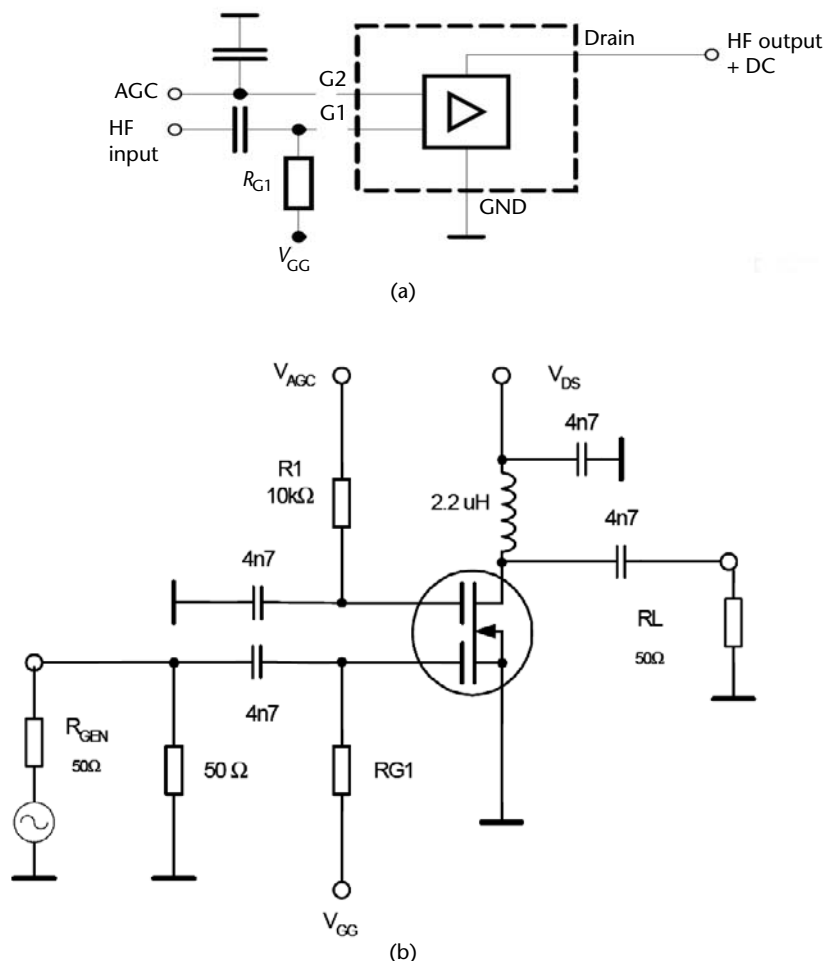 Drain
HF output
+ DC
AGC
G2
HF
input
G1
R_G1
GND
V_GG
(a)
V_AGC
V_DS
4n7
R1
10kΩ
2.2 uH
4n7
4n7
RL
50Ω
R_GEN
50Ω
4n7
50 Ω
RG1
V_GG
(b)